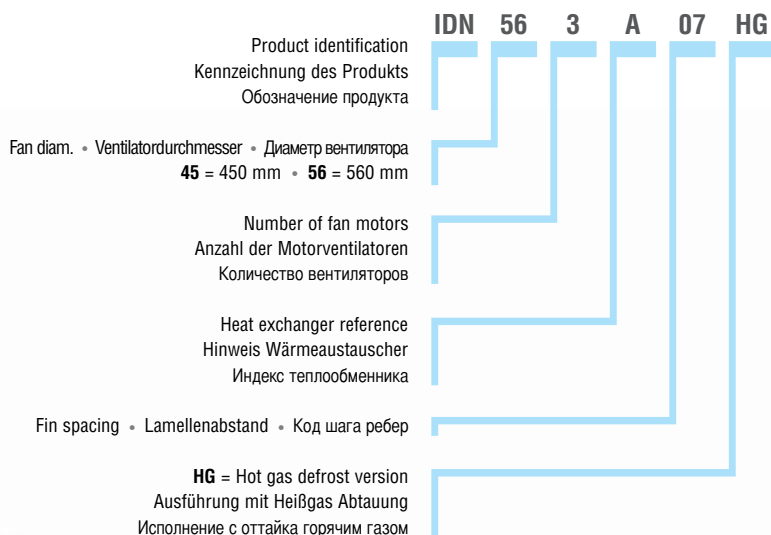 IDN 56 3 A 07 HG
Product identification
Kennzeichnung des Produkts
Обозначение продукта
Fan diam. • Ventilatordurchmesser • Диаметр вентилятора
45 = 450 mm • 56 = 560 mm
Number of fan motors
Anzahl der Motorventilatoren
Количество вентиляторов
Heat exchanger reference
Hinweis Wärmeaustauscher
Индекс теплообменника
Fin spacing • Lamellenabstand • Код шага ребер
HG = Hot gas defrost version
Ausführung mit Heißgas Abtauung
Исполнение с оттайка горячим газом